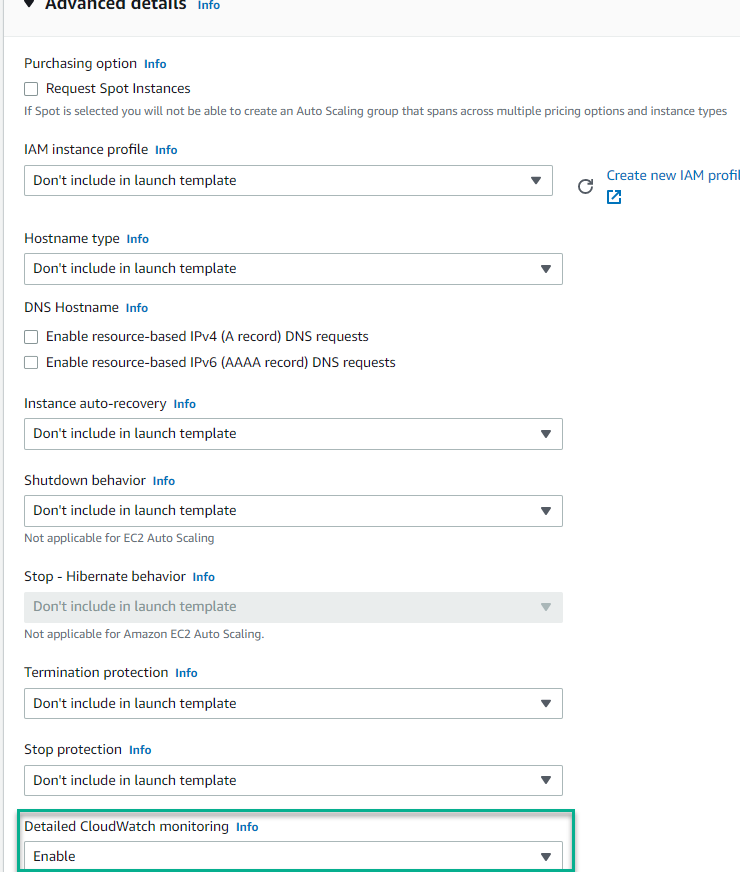 Advanced details Info
Purchasing option Info
Request Spot Instances
If Spot is selected you will not be able to create an Auto Scaling group that spans across multiple pricing options and instance types
IAM instance profile Info
Don't include in launch template
Create new IAM profil
Hostname type Info
Don't include in launch template
DNS Hostname Info
Enable resource-based IPv4 (A record) DNS requests
Enable resource-based IPv6 (AAAA record) DNS requests
Instance auto-recovery Info
Don't include in launch template
Shutdown behavior Info
Don't include in launch template
Not applicable for EC2 Auto Scaling
Stop - Hibernate behavior Info
Don't include in launch template
Not applicable for Amazon EC2 Auto Scaling.
Termination protection Info
Don't include in launch template
Stop protection Info
Don't include in launch template
Detailed CloudWatch monitoring Info
Enable